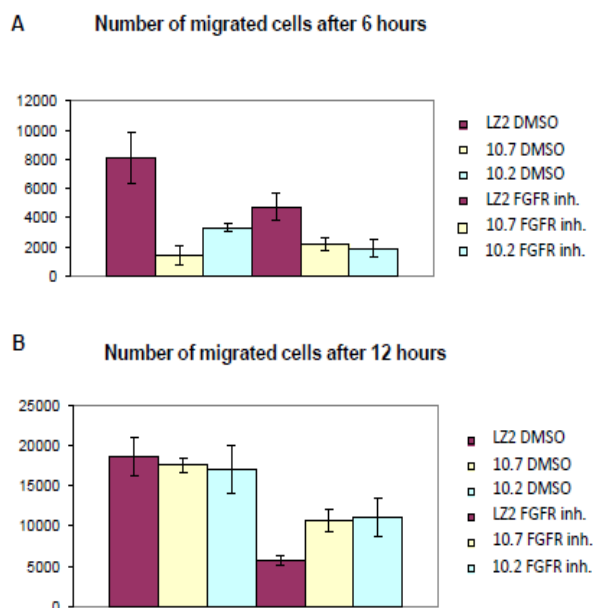 A
Number of migrated cells after 6 hours
12000
10000
8000
6000
4000
2000
0
LZ2 DMSO
10.7 DMSO
10.2 DMSO
LZ2 FGFR inh.
10.7 FGFR inh.
10.2 FGFR inh.
B
Number of migrated cells after 12 hours
25000
20000
15000
10000
5000
0
LZ2 DMSO
10.7 DMSO
10.2 DMSO
LZ2 FGFR inh.
10.7 FGFR inh.
10.2 FGFR inh.